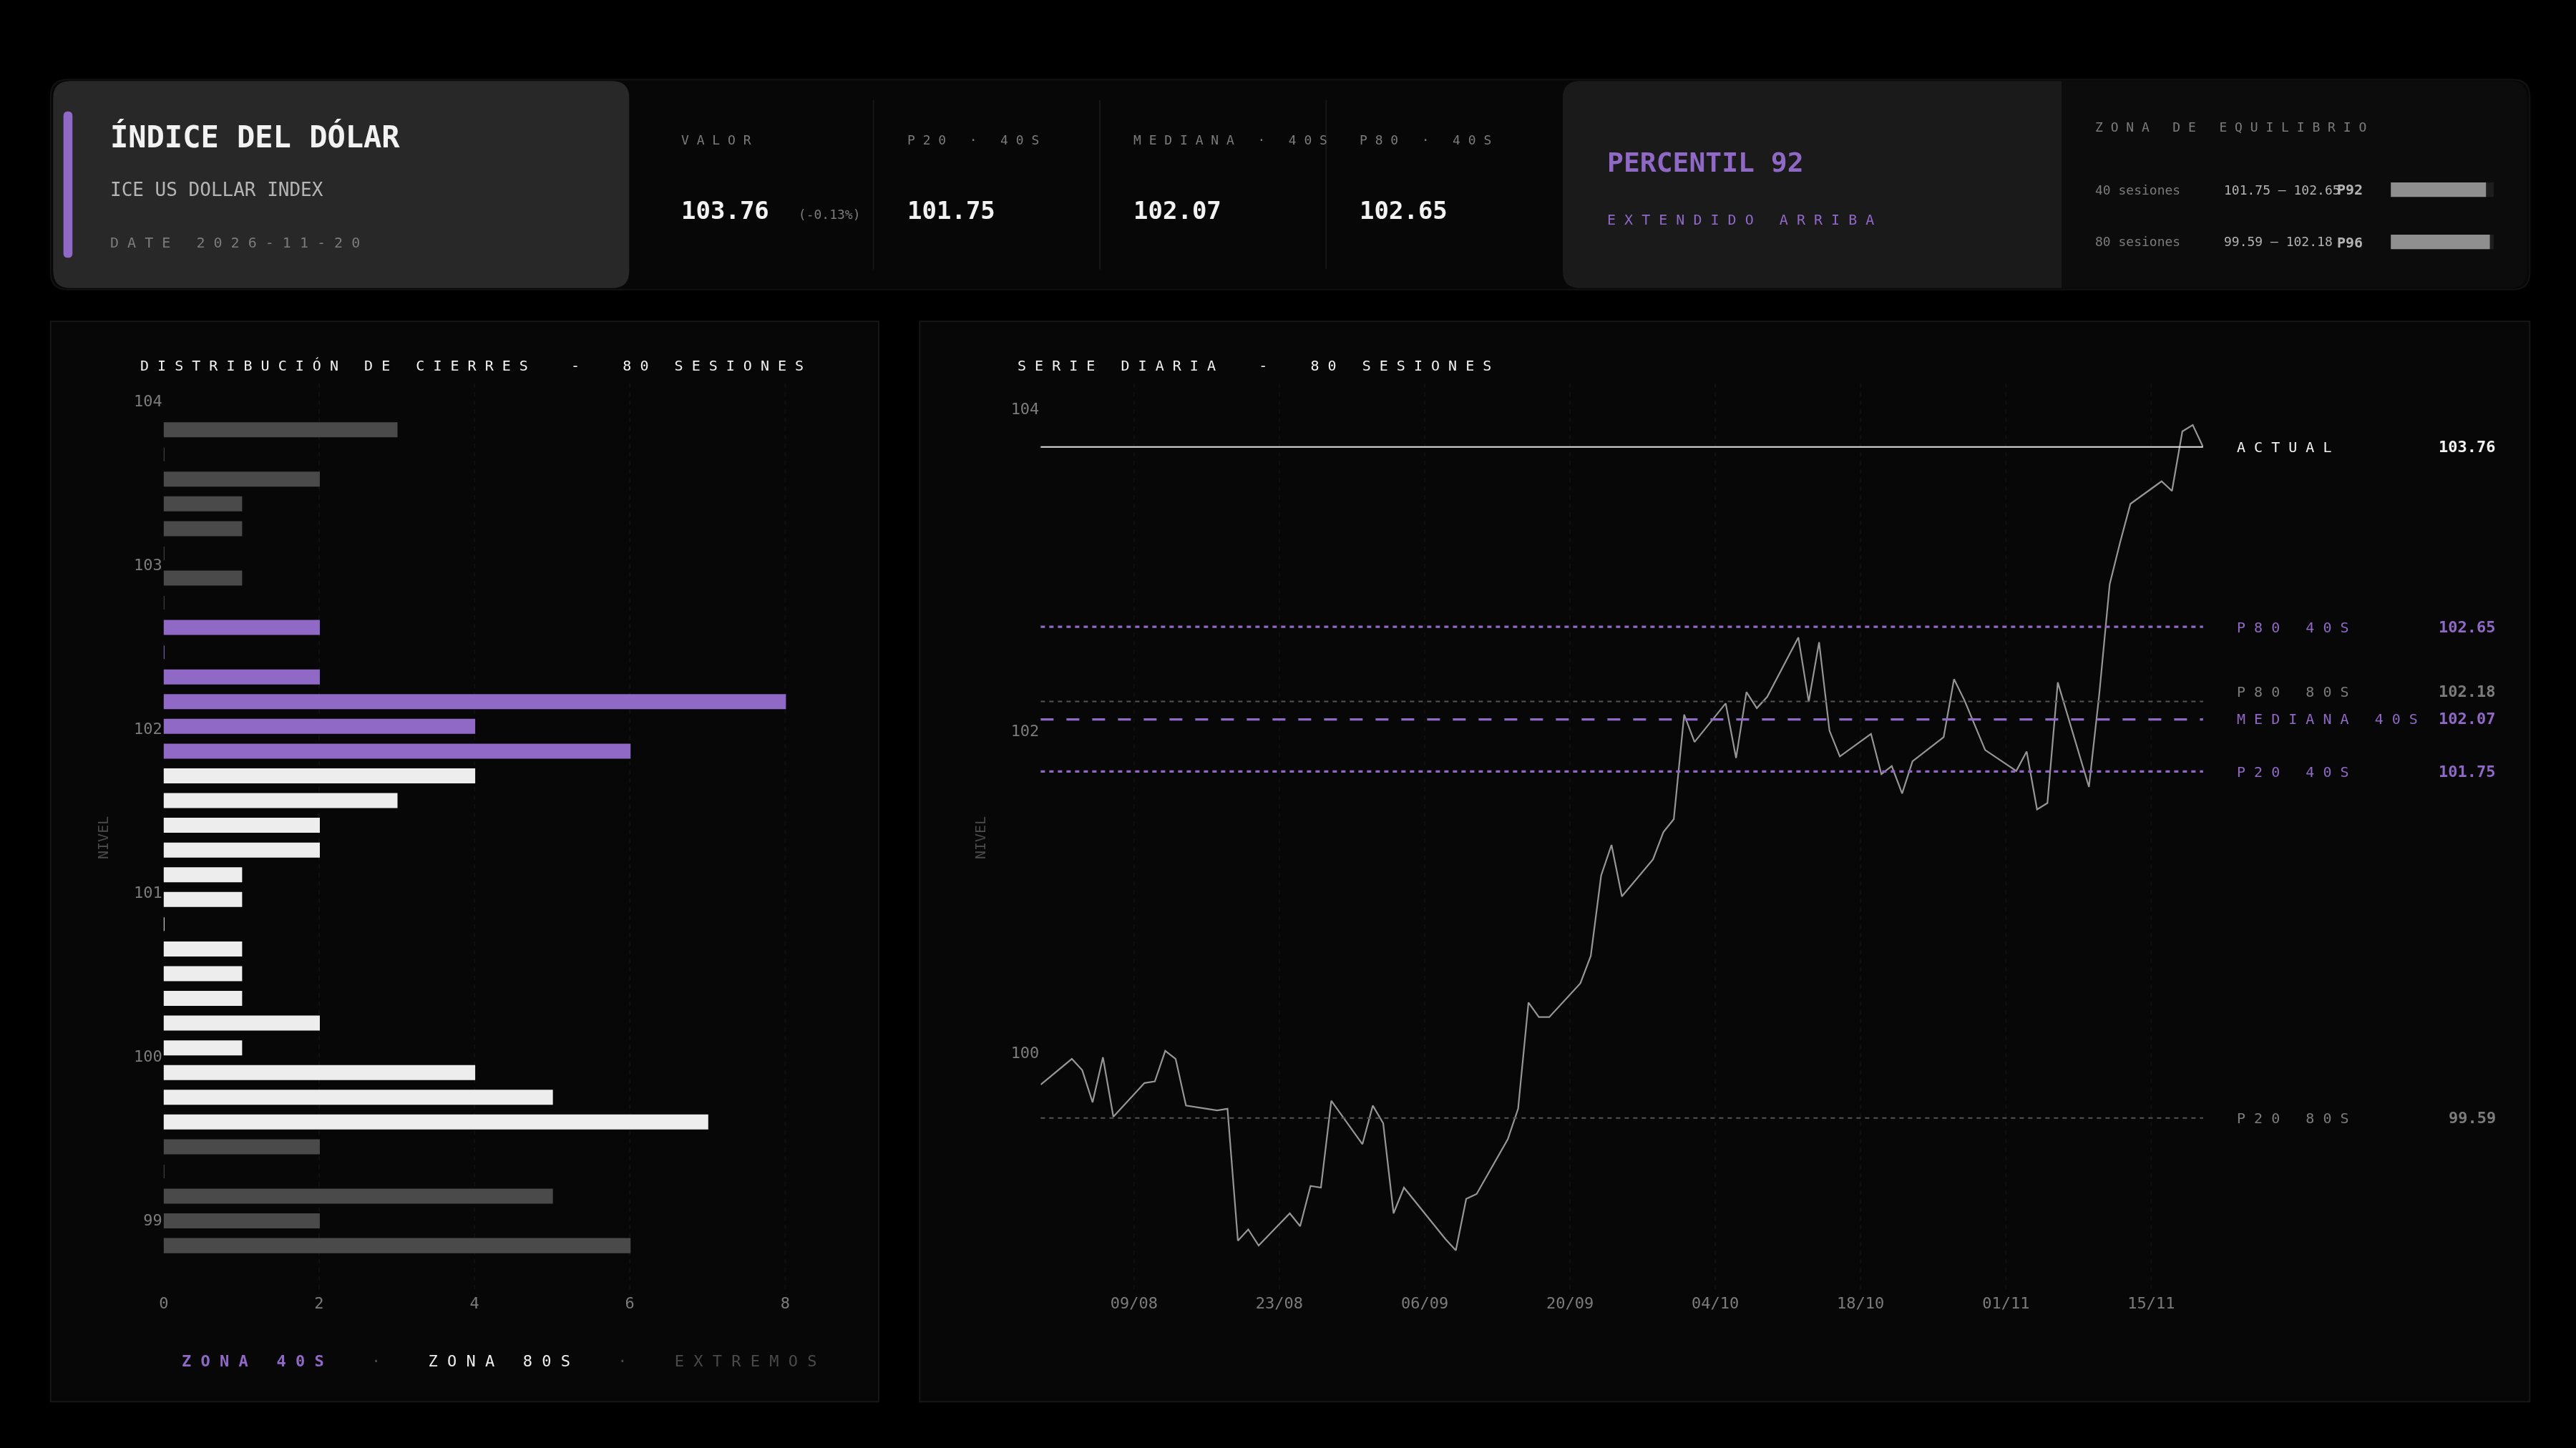 ÍNDICE DEL DÓLAR
ICE US DOLLAR INDEX
DATE 2026-11-20
VALOR
103.76 (-0.13%)
P20 · 40S
101.75
MEDIANA · 40S
102.07
P80 · 40S
102.65
PERCENTIL 92
EXTENDIDO ARRIBA
ZONA DE EQUILIBRIO
40 sesiones 101.75 – 102.65 P92
80 sesiones 99.59 – 102.18 P96
DISTRIBUCIÓN DE CIERRES - 80 SESIONES
104
103
102
101
100
99
NIVEL
0 2 4 6 8
ZONA 40S · ZONA 80S · EXTREMOS
SERIE DIARIA - 80 SESIONES
104
102
100
NIVEL
ACTUAL 103.76
P80 40S 102.65
P80 80S 102.18
MEDIANA 40S 102.07
P20 40S 101.75
P20 80S 99.59
09/08 23/08 06/09 20/09 04/10 18/10 01/11 15/11